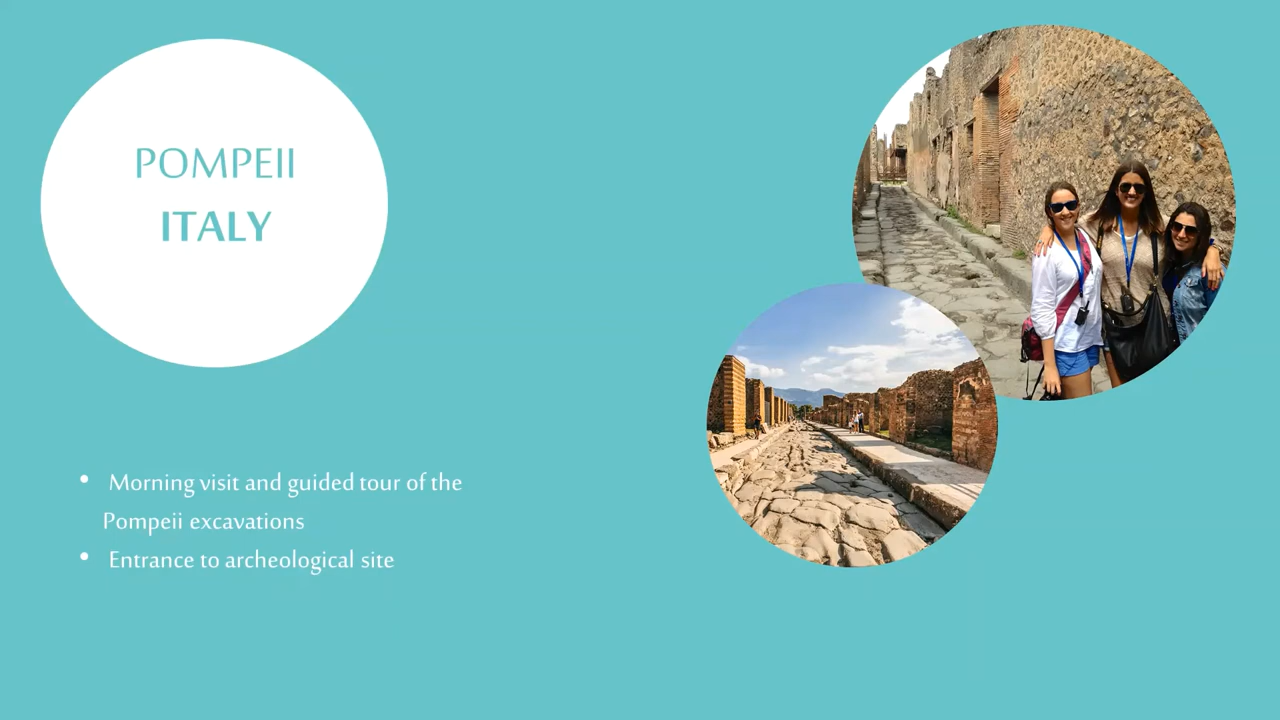 POMPEII
ITALY
• Morning visit and guided tour of the
Pompeii excavations
• Entrance to archeological site